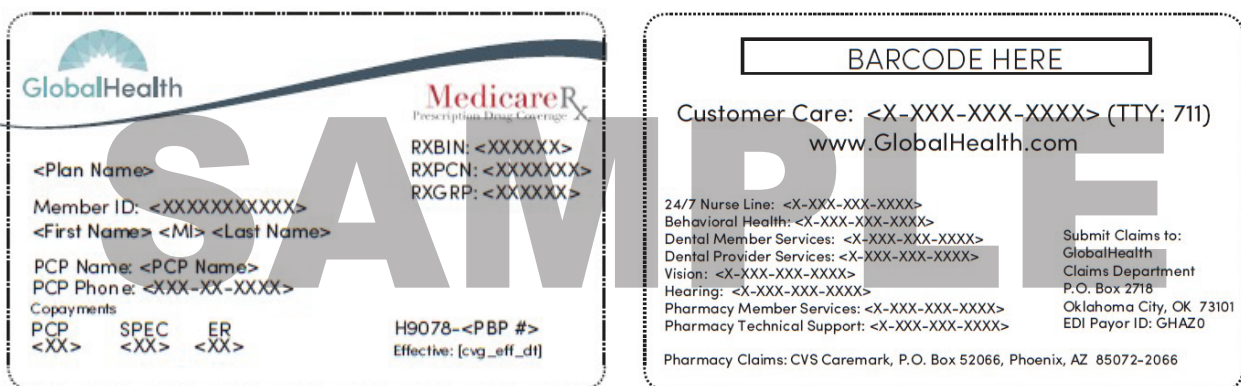 GlobalHealth
MedicareRx
Prescription Drug Coverage
RXBIN: <XXXXXX>
RXPCN: <XXXXXXX>
RXGRP: <XXXXXX>
<Plan Name>
Member ID: <XXXXXXXXXXX>
<First Name> <MI> <Last Name>
PCP Name: <PCP Name>
PCP Phone: <XXX-XX-XXXX>
Copayments
PCP SPEC ER
<XX> <XX> <XX>
H9078-<PBP #>
Effective: [cvg_eff_dt]
SAMPLE
BARCODE HERE
Customer Care: <X-XXX-XXX-XXXX> (TTY: 711)
www.GlobalHealth.com
24/7 Nurse Line: <X-XXX-XXX-XXXX>
Behavioral Health: <X-XXX-XXX-XXXX>
Dental Member Services: <X-XXX-XXX-XXXX>
Dental Provider Services: <X-XXX-XXX-XXXX>
Vision: <X-XXX-XXX-XXXX>
Hearing: <X-XXX-XXX-XXXX>
Pharmacy Member Services: <X-XXX-XXX-XXXX>
Pharmacy Technical Support: <X-XXX-XXX-XXXX>
Submit Claims to:
GlobalHealth
Claims Department
P.O. Box 2718
Oklahoma City, OK 73101
EDI Payor ID: GHAZ0
Pharmacy Claims: CVS Caremark, P.O. Box 52066, Phoenix, AZ 85072-2066